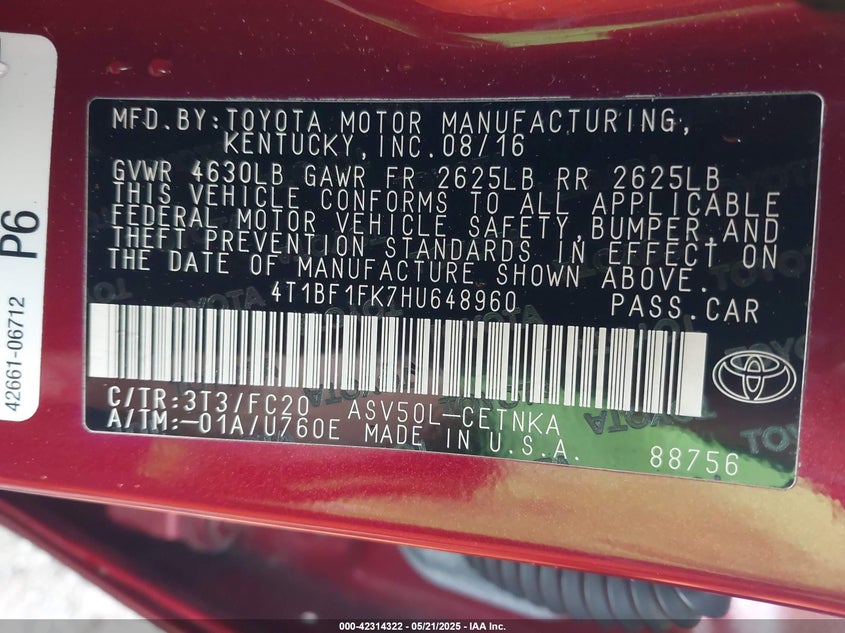 MFD.BY:TOYOTA MOTOR MANUFACTURING,
KENTUCKY,INC.08/16
GVWR 4630LB GAWR FR 2625LB RR 2625LB
THIS VEHICLE CONFORMS TO ALL APPLICABLE
FEDERAL MOTOR VEHICLE SAFETY,BUMPER,AND
THEFT PREVENTION STANDARDS IN EFFECT ON
THE DATE OF MANUFACTURE SHOWN ABOVE.
4T1BF1FK7HU648960 PASS.CAR
C/TR:3T3/FC20 ASV50L-CETNKA
A/TM:-01A/U760E MADE IN U.S.A.
88756
P6
42661-06712
000-42314322 - 05/21/2025 - IAA Inc.